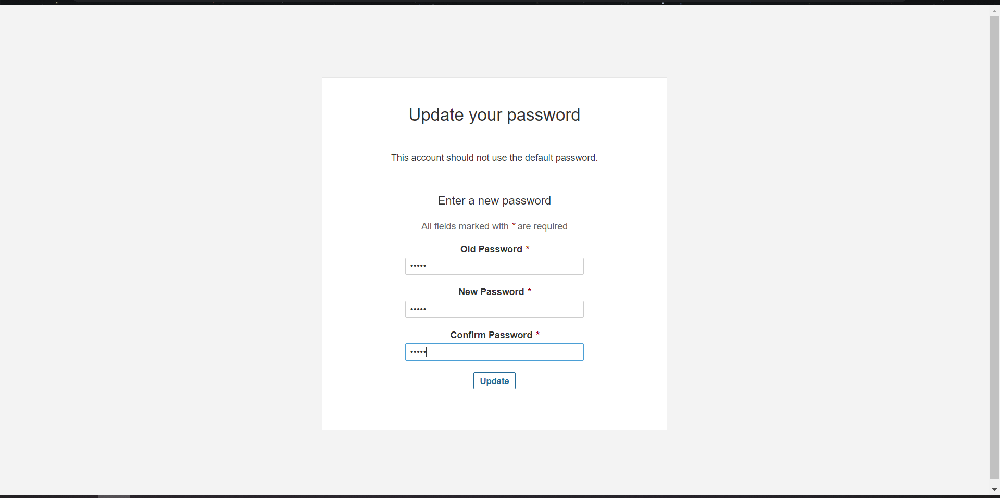 Update your password
This account should not use the default password.
Enter a new password
All fields marked with * are required
Old Password *
•••••
New Password *
•••••
Confirm Password *
•••••
Update